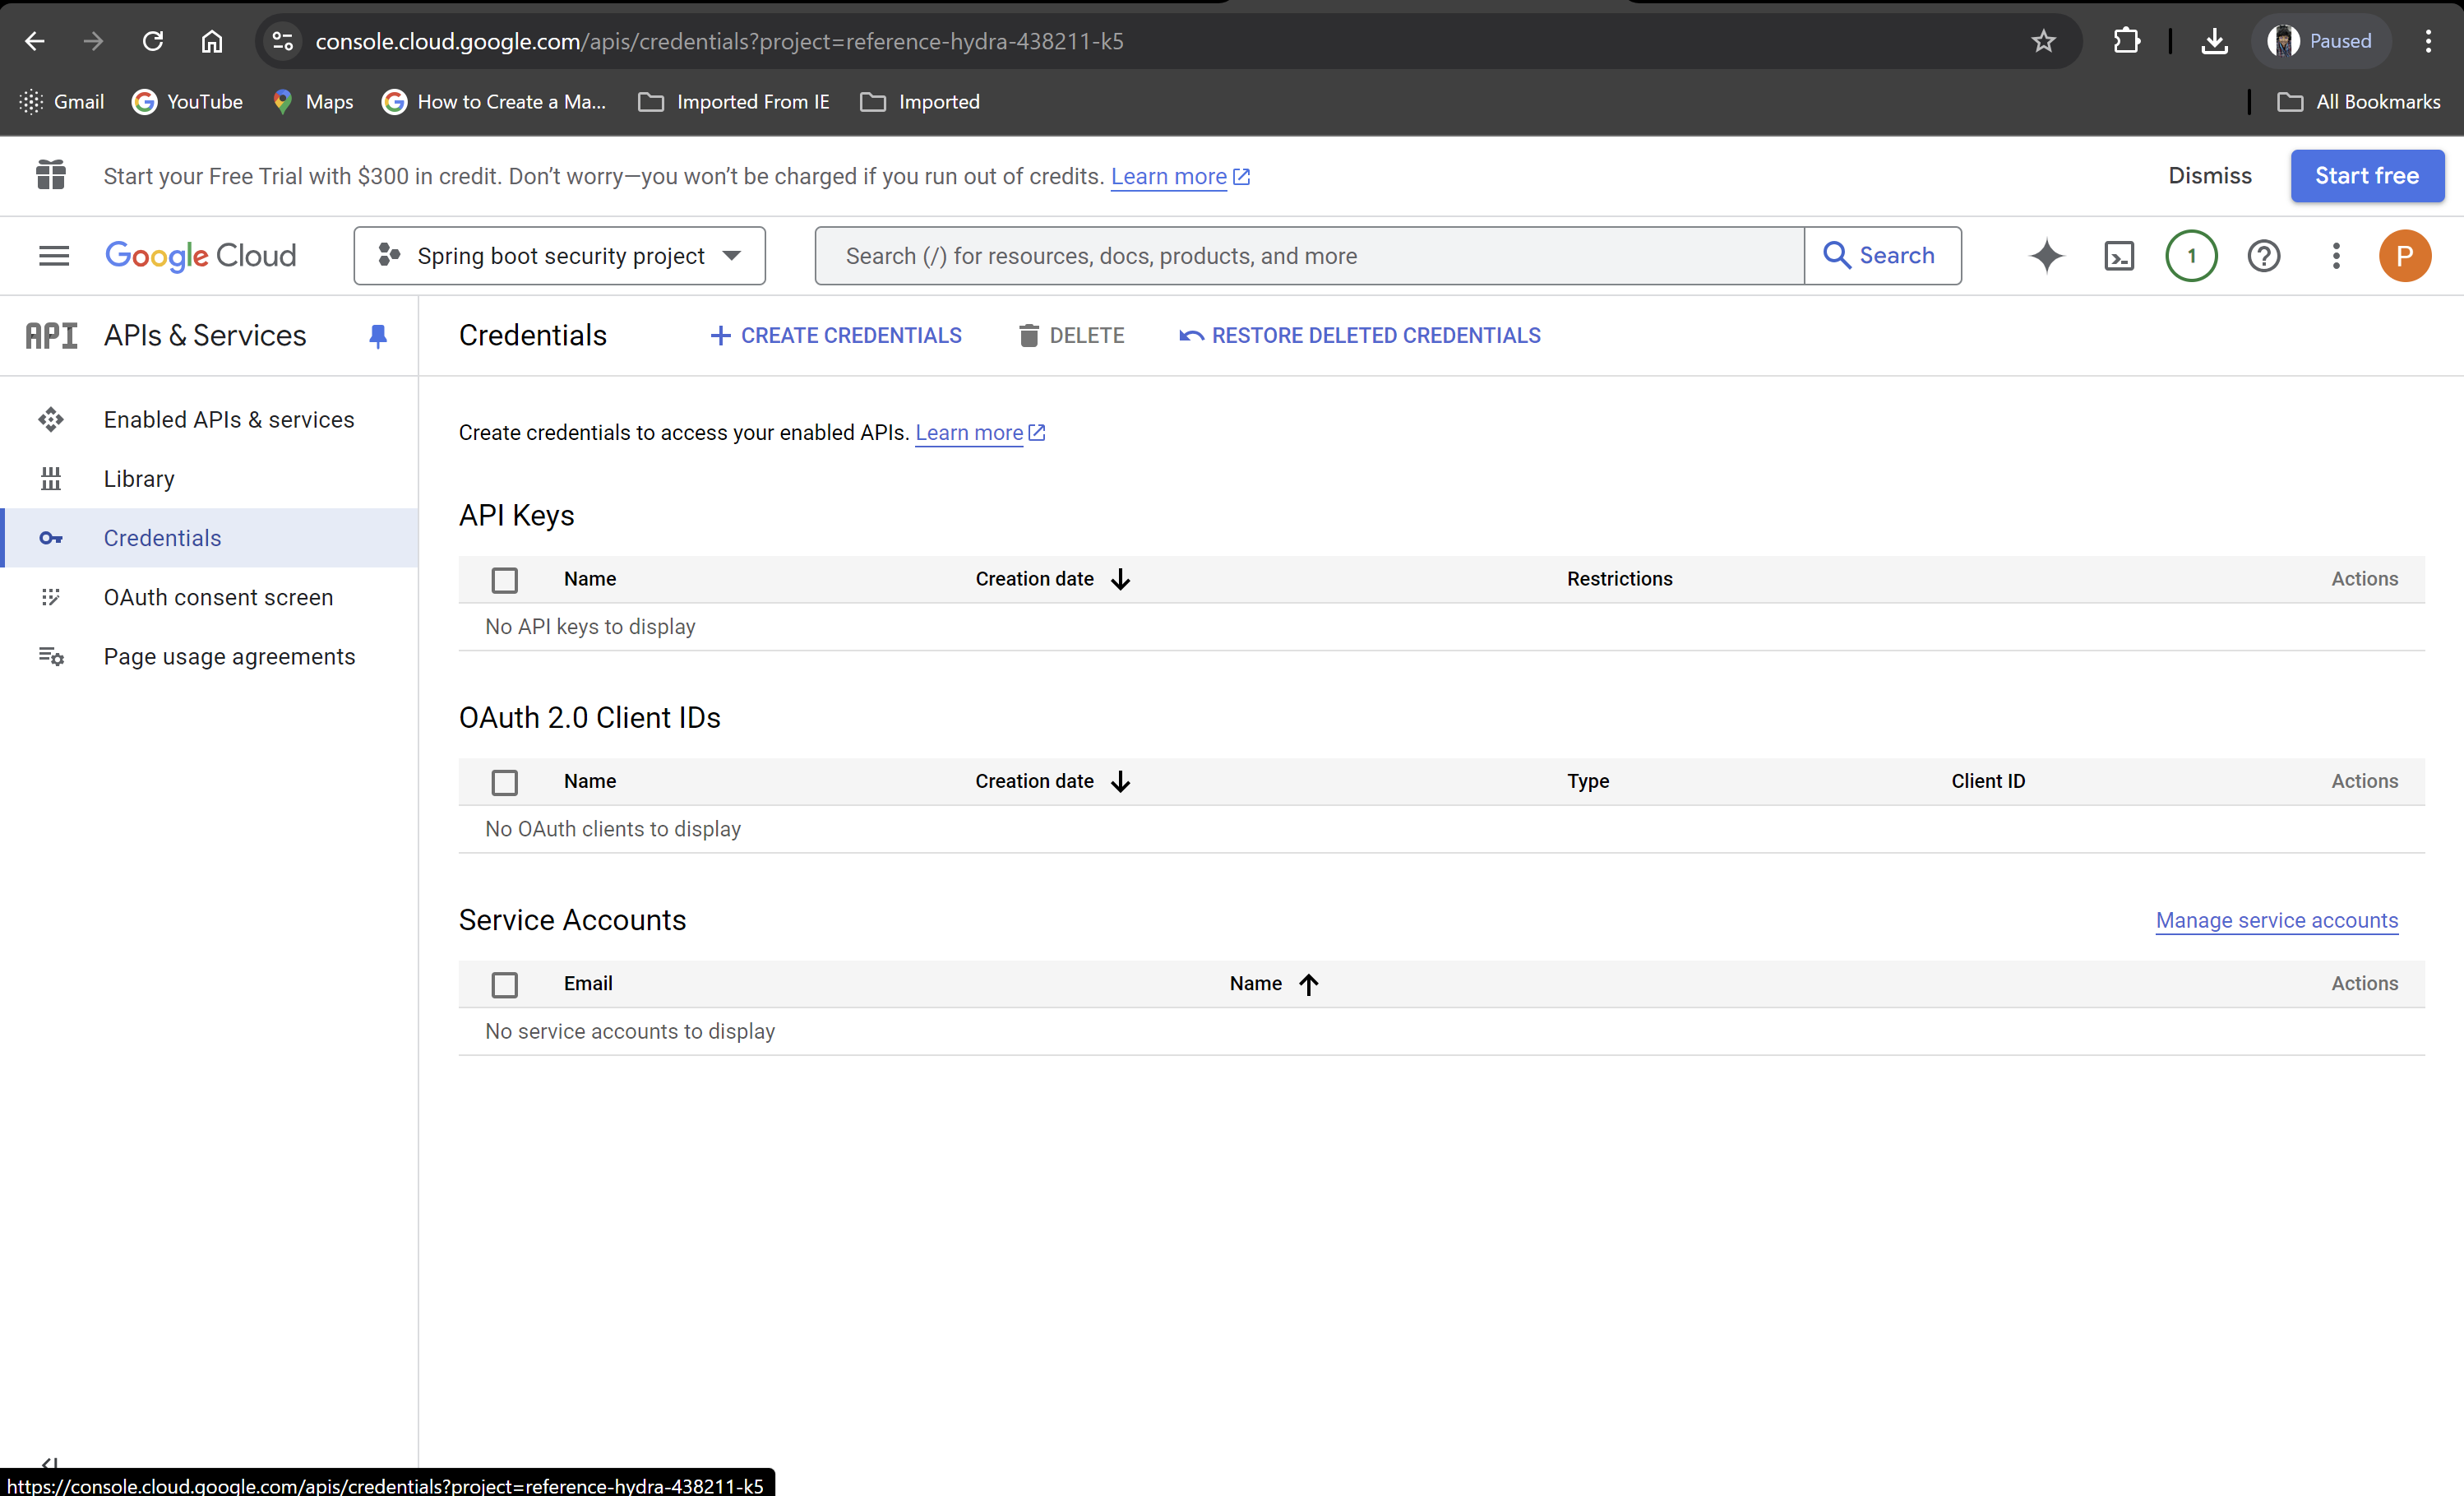 console.cloud.google.com/apis/credentials?project=reference-hydra-438211-k5
Paused
Gmail
YouTube
Maps
How to Create a Ma...
Imported From IE
Imported
All Bookmarks
Start your Free Trial with $300 in credit. Don’t worry—you won’t be charged if you run out of credits. Learn more
Dismiss
Start free
Google Cloud
Spring boot security project
Search (/) for resources, docs, products, and more
Search
1
P
API APIs & Services
Credentials
CREATE CREDENTIALS
DELETE
RESTORE DELETED CREDENTIALS
Enabled APIs & services
Library
Credentials
OAuth consent screen
Page usage agreements
Create credentials to access your enabled APIs. Learn more
API Keys
Name Creation date Restrictions Actions
No API keys to display
OAuth 2.0 Client IDs
Name Creation date Type Client ID Actions
No OAuth clients to display
Service Accounts
Manage service accounts
Email Name Actions
No service accounts to display
https://console.cloud.google.com/apis/credentials?project=reference-hydra-438211-k5